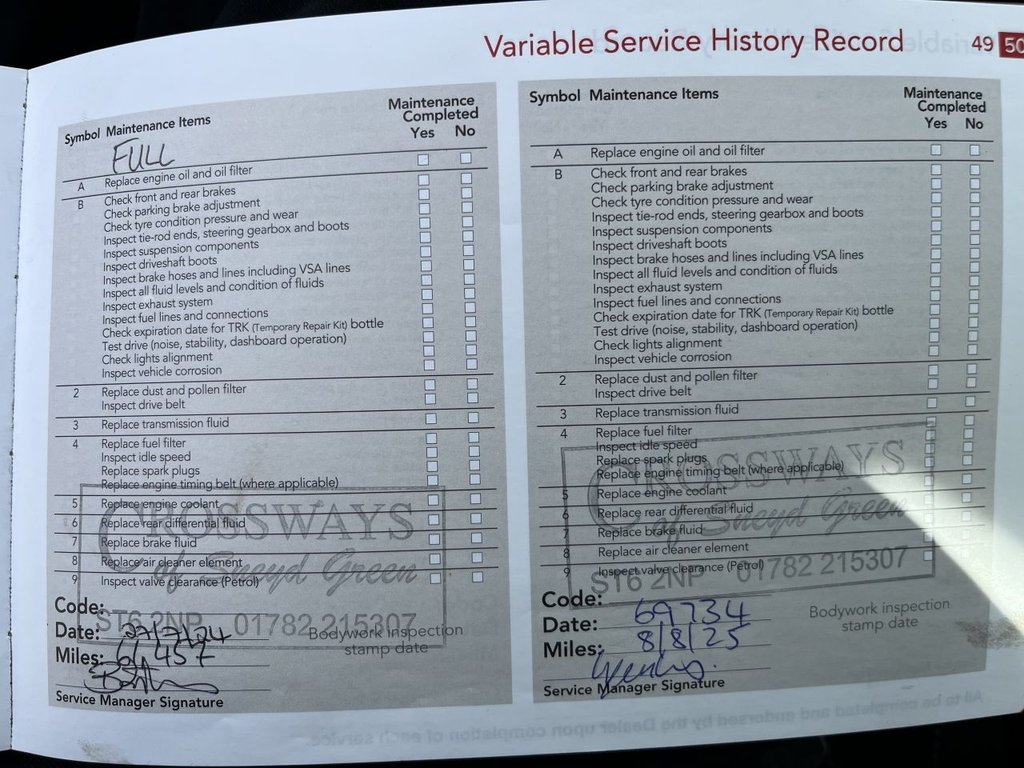 Variable Service History Record 49 50
Symbol Maintenance Items
Maintenance
Completed
Yes No
FULL
A Replace engine oil and oil filter
B Check front and rear brakes
Check parking brake adjustment
Check tyre condition pressure and wear
Inspect tie-rod ends, steering gearbox and boots
Inspect suspension components
Inspect driveshaft boots
Inspect brake hoses and lines including VSA lines
Inspect all fluid levels and condition of fluids
Inspect exhaust system
Inspect fuel lines and connections
Check expiration date for TRK (Temporary Repair Kit) bottle
Test drive (noise, stability, dashboard operation)
Check lights alignment
Inspect vehicle corrosion
2 Replace dust and pollen filter
Inspect drive belt
3 Replace transmission fluid
4 Replace fuel filter
Inspect idle speed
Replace spark plugs
Replace engine timing belt (where applicable)
5 Replace engine coolant
6 Replace rear differential fluid
7 Replace brake fluid
8 Replace air cleaner element
9 Inspect valve clearance (Petrol)
CROSSWAYS
of Sneyd Green
ST6 2NP 01782 215307
Code:
Date: 27/7/24
Miles: 61,457
Bodywork inspection
stamp date
Service Manager Signature
Symbol Maintenance Items
Maintenance
Completed
Yes No
A Replace engine oil and oil filter
B Check front and rear brakes
Check parking brake adjustment
Check tyre condition pressure and wear
Inspect tie-rod ends, steering gearbox and boots
Inspect suspension components
Inspect driveshaft boots
Inspect brake hoses and lines including VSA lines
Inspect all fluid levels and condition of fluids
Inspect exhaust system
Inspect fuel lines and connections
Check expiration date for TRK (Temporary Repair Kit) bottle
Test drive (noise, stability, dashboard operation)
Check lights alignment
Inspect vehicle corrosion
2 Replace dust and pollen filter
Inspect drive belt
3 Replace transmission fluid
4 Replace fuel filter
Inspect idle speed
Replace spark plugs
Replace engine timing belt (where applicable)
5 Replace engine coolant
6 Replace rear differential fluid
7 Replace brake fluid
8 Replace air cleaner element
9 Inspect valve clearance (Petrol)
CROSSWAYS
of Sneyd Green
ST6 2NP 01782 215307
Code:
Date: 69734
Miles: 8/8/25
Bodywork inspection
stamp date
Service Manager Signature